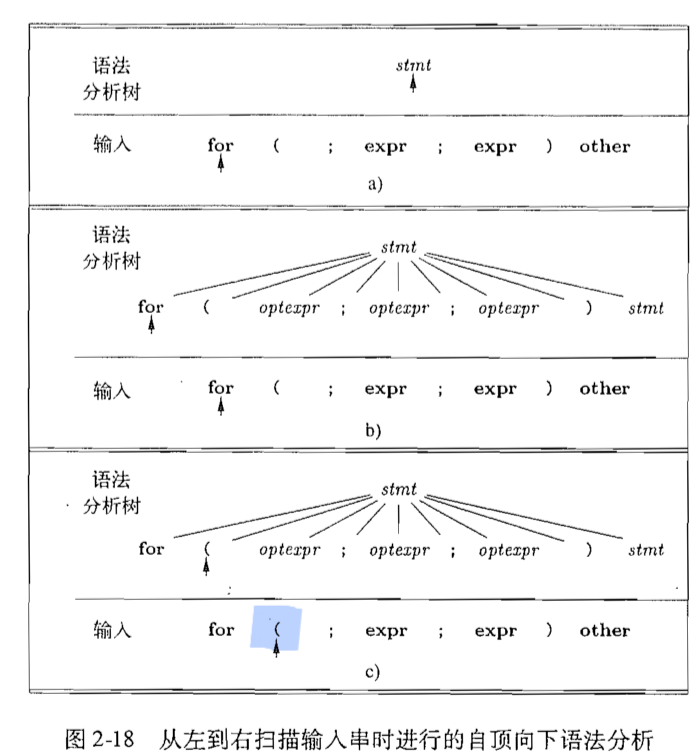 语法
分析树
stmt
输入 for ( ; expr ; expr ) other
a)
语法
分析树
stmt
for ( optexpr ; optexpr ; optexpr ) stmt
输入 for ( ; expr ; expr ) other
b)
语法
分析树
stmt
for ( optexpr ; optexpr ; optexpr ) stmt
输入 for ( ; expr ; expr ) other
c)
图 2-18 从左到右扫描输入串时进行的自顶向下语法分析